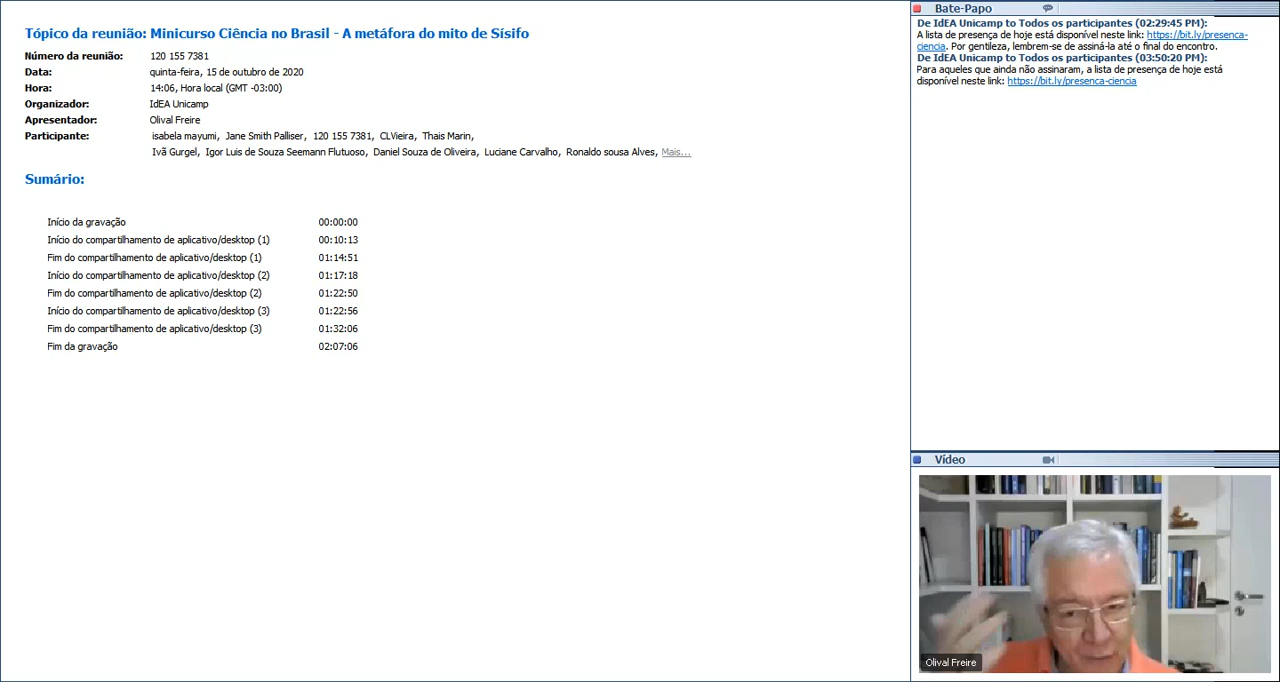 Tópico da reunião: Minicurso Ciência no Brasil - A metáfora do mito de Sísifo
Número da reunião: 120 155 7381
Data: quinta-feira, 15 de outubro de 2020
Hora: 14:06, Hora local (GMT -03:00)
Organizador: IdEA Unicamp
Apresentador: Olival Freire
Participante: isabela mayumi, Jane Smith Palliser, 120 155 7381, CLVieira, Thais Marin,
Ivã Gurgel, Igor Luis de Souza Seemann Flutuoso, Daniel Souza de Oliveira, Luciane Carvalho, Ronaldo sousa Alves, Mais...
Sumário:
Início da gravação 00:00:00
Início do compartilhamento de aplicativo/desktop (1) 00:10:13
Fim do compartilhamento de aplicativo/desktop (1) 01:14:51
Início do compartilhamento de aplicativo/desktop (2) 01:17:18
Fim do compartilhamento de aplicativo/desktop (2) 01:22:50
Início do compartilhamento de aplicativo/desktop (3) 01:22:56
Fim do compartilhamento de aplicativo/desktop (3) 01:32:06
Fim da gravação 02:07:06
Bate-Papo
De IdEA Unicamp to Todos os participantes (02:29:45 PM):
A lista de presença de hoje está disponível neste link: https://bit.ly/presenca-
ciencia. Por gentileza, lembrem-se de assiná-la até o final do encontro.
De IdEA Unicamp to Todos os participantes (03:50:20 PM):
Para aqueles que ainda não assinaram, a lista de presença de hoje está
disponível neste link: https://bit.ly/presenca-ciencia
Vídeo
Olival Freire